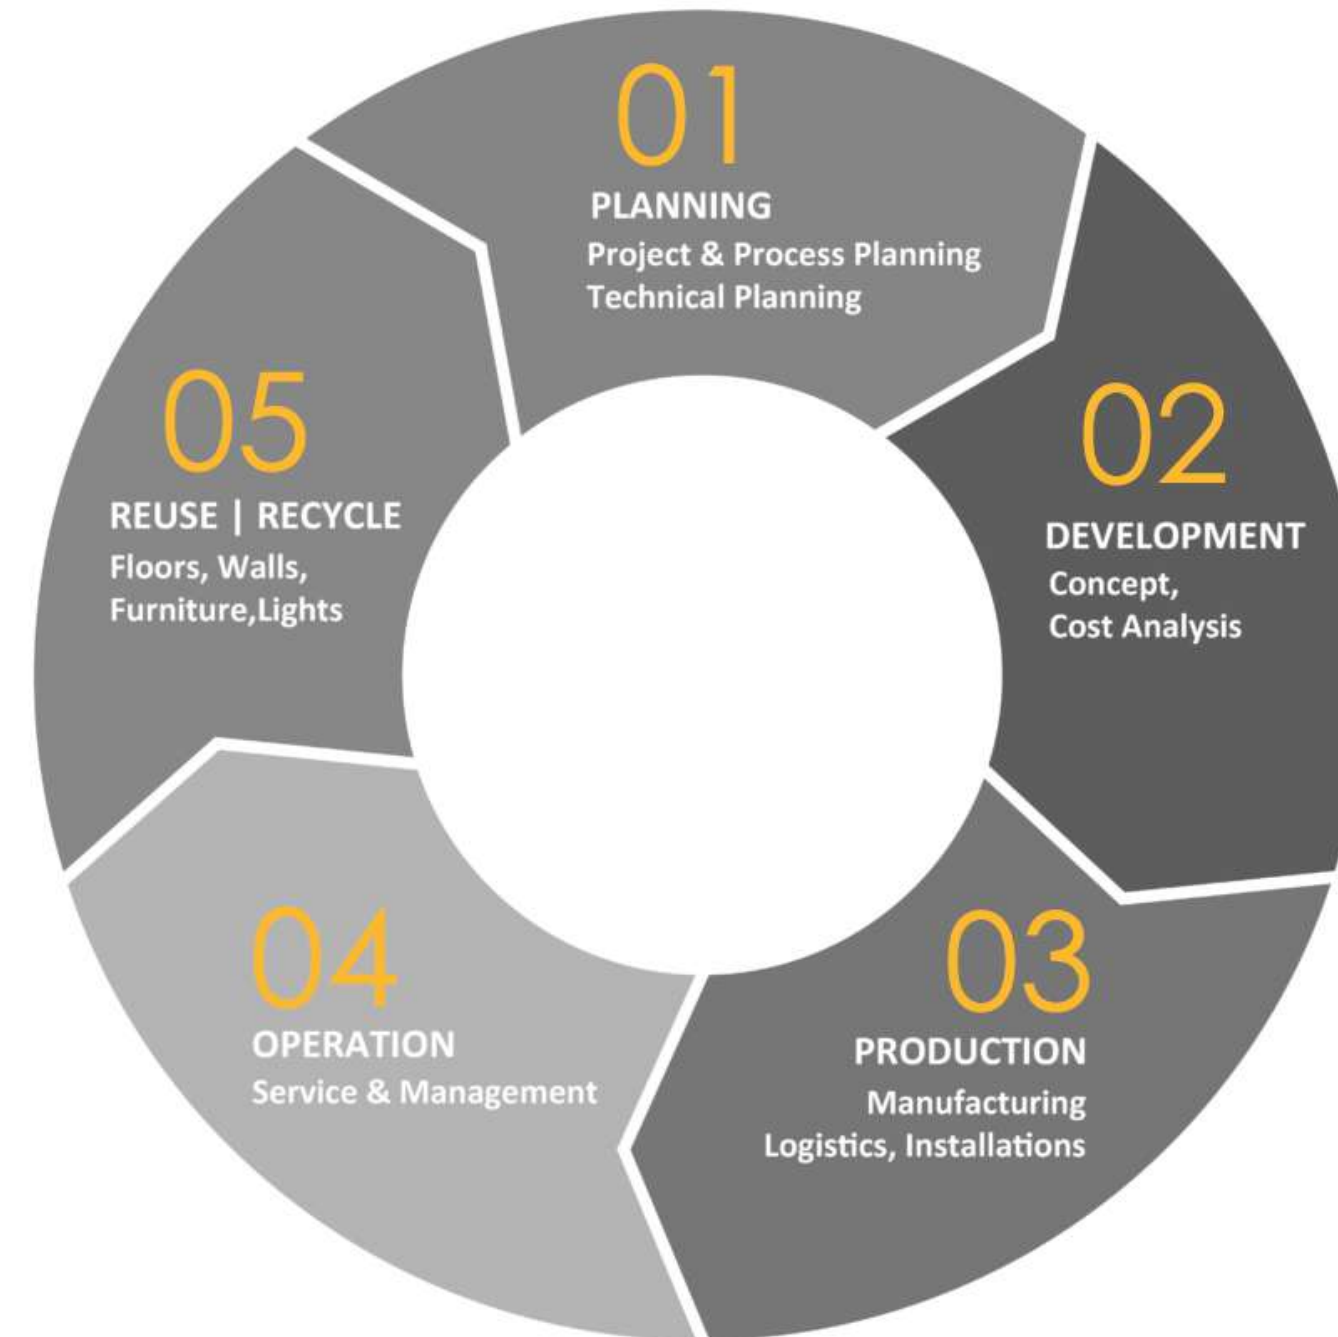 01
PLANNING
Project & Process Planning
Technical Planning
02
DEVELOPMENT
Concept,
Cost Analysis
03
PRODUCTION
Manufacturing
Logistics, Installations
04
OPERATION
Service & Management
05
REUSE | RECYCLE
Floors, Walls,
Furniture,Lights